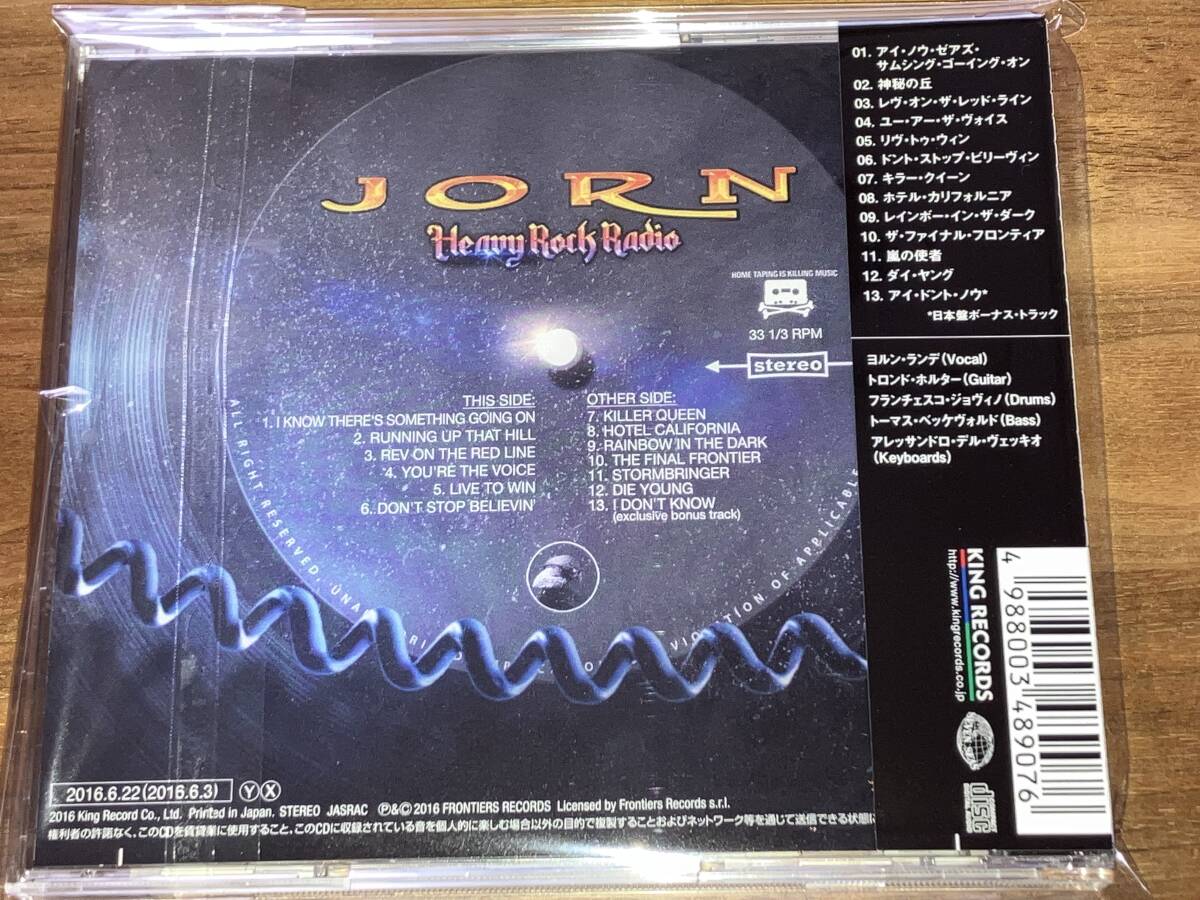 JORN
Heavy Rock Radio
HOME TAPING IS KILLING MUSIC
33 1/3 RPM
stereo
THIS SIDE:
1. I KNOW THERE'S SOMETHING GOING ON
2. RUNNING UP THAT HILL
3. REV ON THE RED LINE
4. YOU'RE THE VOICE
5. LIVE TO WIN
6. DON'T STOP BELIEVIN'
OTHER SIDE:
7. KILLER QUEEN
8. HOTEL CALIFORNIA
9. RAINBOW IN THE DARK
10. THE FINAL FRONTIER
11. STORMBRINGER
12. DIE YOUNG
13. I DON'T KNOW
(exclusive bonus track)
ALL RIGHT RESERVED.
VIOLATION OF APPLICABLE
2016.6.22(2016.6.3) Y X
2016 King Record Co., Ltd. Printed in Japan. STEREO JASRAC Ⓟ&© 2016 FRONTIERS RECORDS Licensed by Frontiers Records s.r.l.
権利者の許諾なく、このCDを賃貸業に使用すること、このCDに収録されている音を個人的に楽しむ場合以外の目的で複製すること及びネットワーク等を通じて送信できる状態に
01. アイ・ノウ・ゼアズ・
サムシング・ゴーイング・オン
02. 神秘の丘
03. レヴ・オン・ザ・レッド・ライン
04. ユー・アー・ザ・ヴォイス
05. リヴ・トゥ・ウィン
06. ドント・ストップ・ビリーヴィン
07. キラー・クイーン
08. ホテル・カリフォルニア
09. レインボー・イン・ザ・ダーク
10. ザ・ファイナル・フロンティア
11. 嵐の使者
12. ダイ・ヤング
13. アイ・ドント・ノウ*
*日本盤ボーナス・トラック
ヨルン・ランデ(Vocal)
トロンド・ホルター(Guitar)
フランチェスコ・ジョヴィノ(Drums)
トーマス・ベッケヴォルド(Bass)
アレッサンドロ・デル・ヴェッキオ
(Keyboards)
KING RECORDS
http://www.kingrecords.co.jp
4 988003 489076
COMPACT
disc